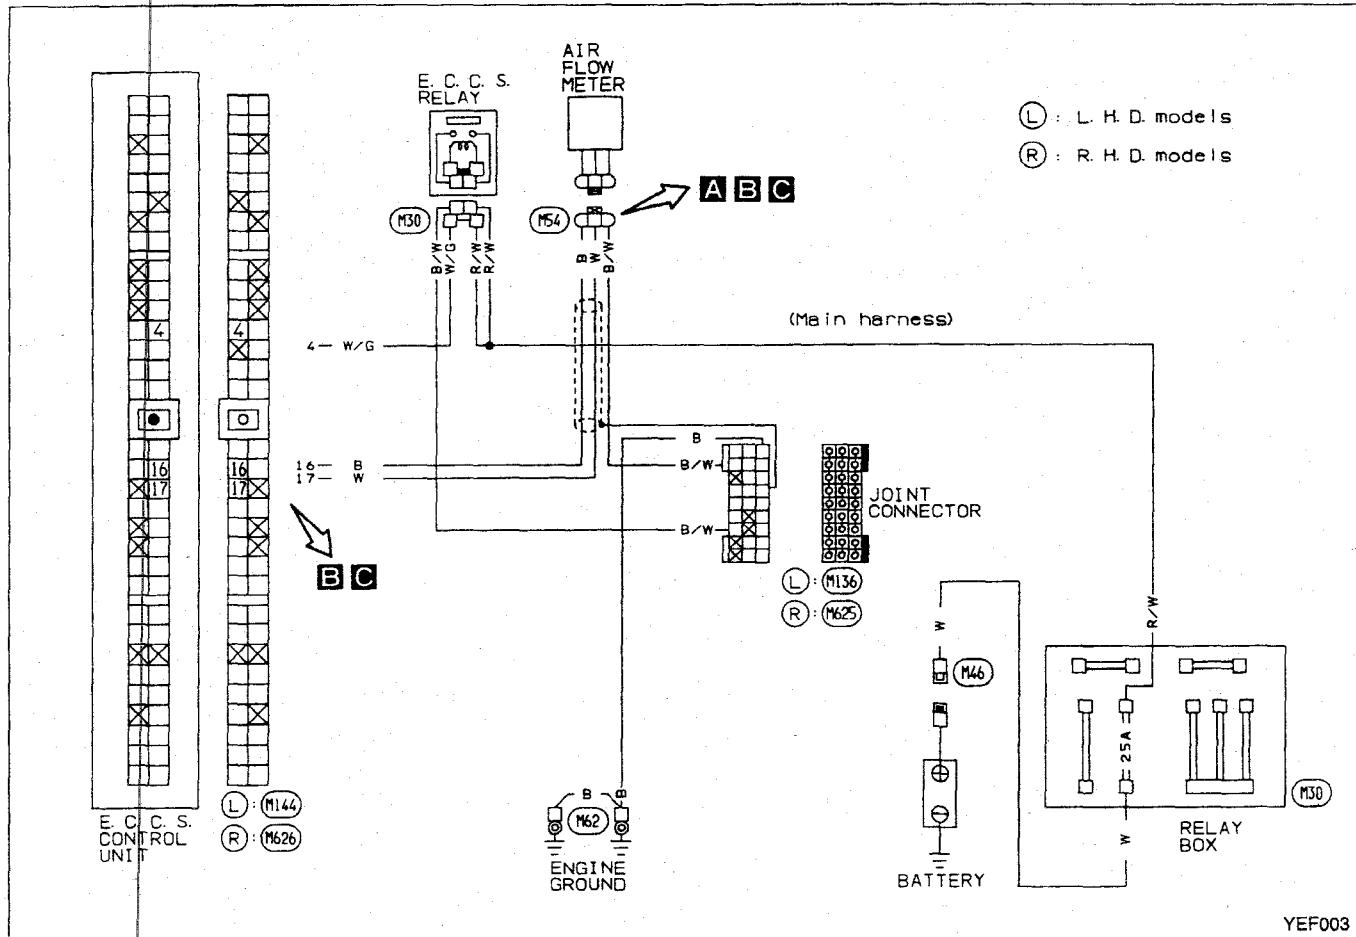 AIR
FLOW
METER
E. C. C. S.
RELAY
L : L. H. D. models
R : R. H. D. models
A B C
M30
M54
B/W
W/G
R/W
R/W
B
W
B/W
(Main harness)
4
4
4 W/G
B
16
16
16 B
B/W
17
17
17 W
JOINT
CONNECTOR
B/W
B C
L : M136
R : M625
W
R/W
M46
25A
L : M144
R : M626
B
B
M62
M30
E. C. C. S.
CONTROL
UNIT
ENGINE
GROUND
BATTERY
W
RELAY
BOX
YEF003